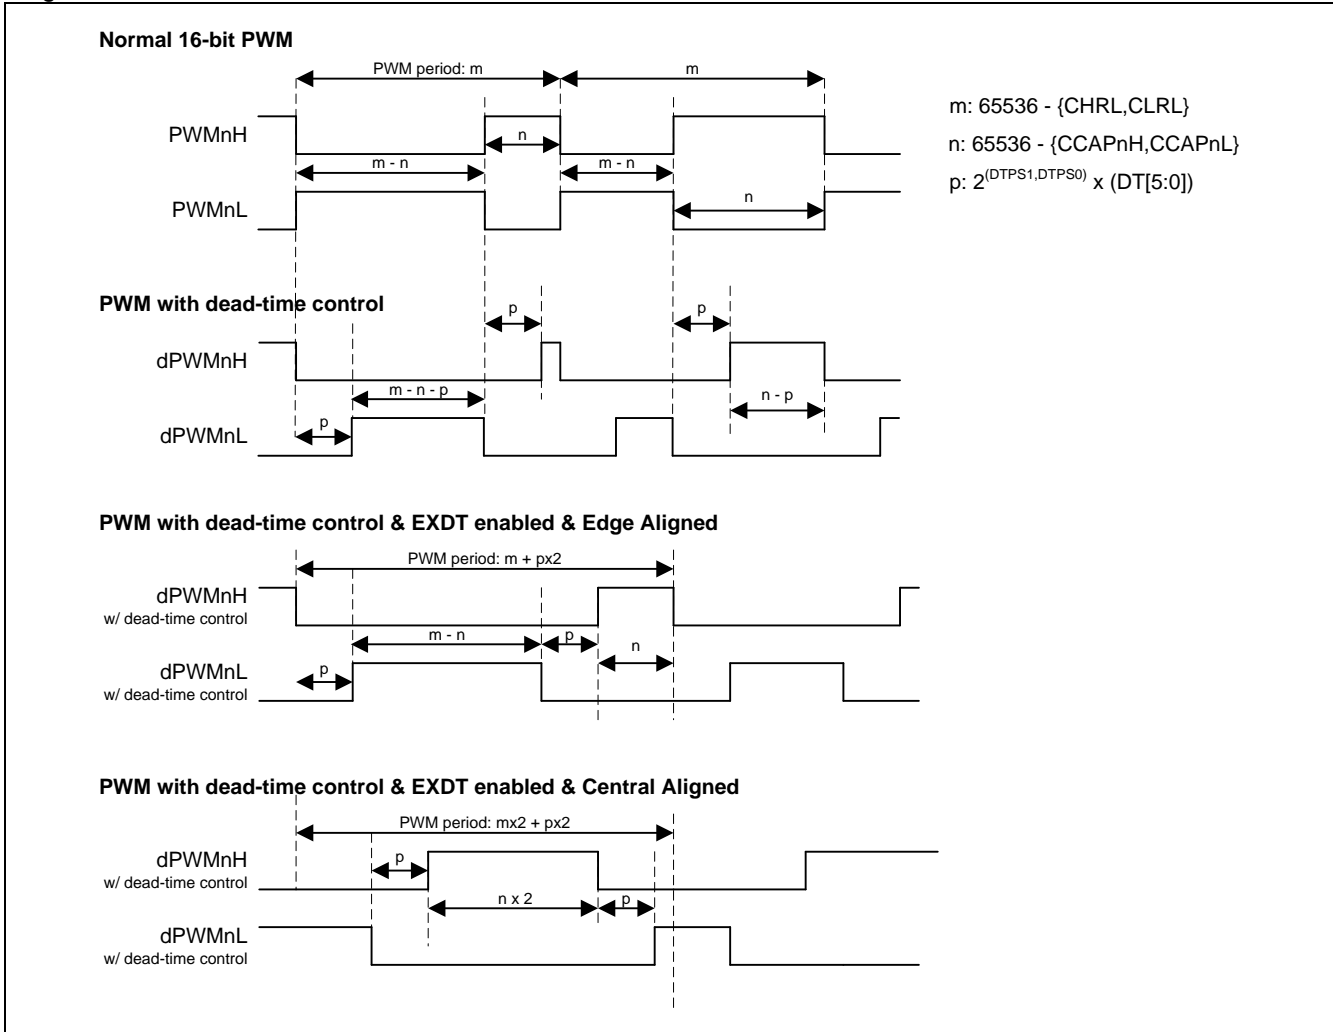 Normal 16-bit PWM
PWM period: m
m
m: 65536 - {CHRL,CLRL}
PWMnH
n
n: 65536 - {CCAPnH,CCAPnL}
m - n
m - n
p: 2^(DTPS1,DTPS0) x (DT[5:0])
PWMnL
n
PWM with dead-time control
p
p
dPWMnH
m - n - p
n - p
p
dPWMnL
PWM with dead-time control & EXDT enabled & Edge Aligned
PWM period: m + px2
dPWMnH
w/ dead-time control
m - n
p
n
p
dPWMnL
w/ dead-time control
PWM with dead-time control & EXDT enabled & Central Aligned
PWM period: mx2 + px2
dPWMnH
p
w/ dead-time control
n x 2
p
dPWMnL
w/ dead-time control